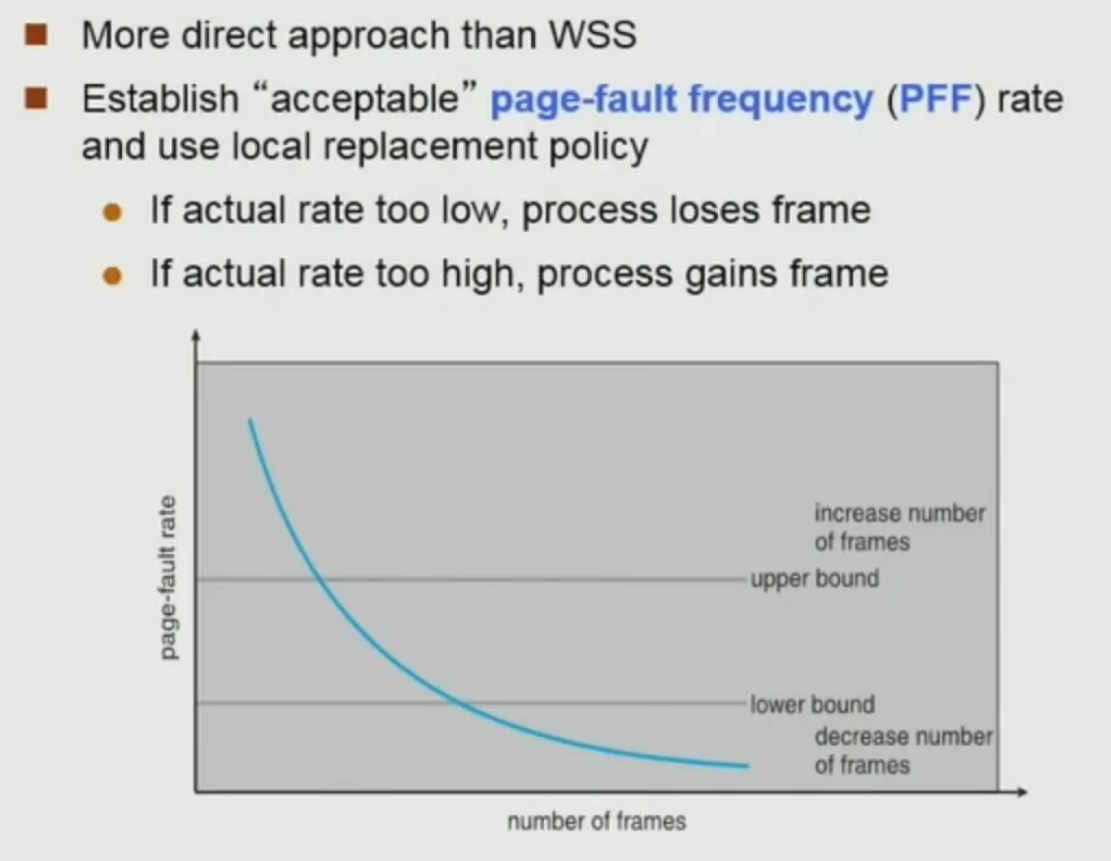 More direct approach than WSS
Establish “acceptable” page-fault frequency (PFF) rate
and use local replacement policy
If actual rate too low, process loses frame
If actual rate too high, process gains frame
page-fault rate
increase number
of frames
upper bound
lower bound
decrease number
of frames
number of frames